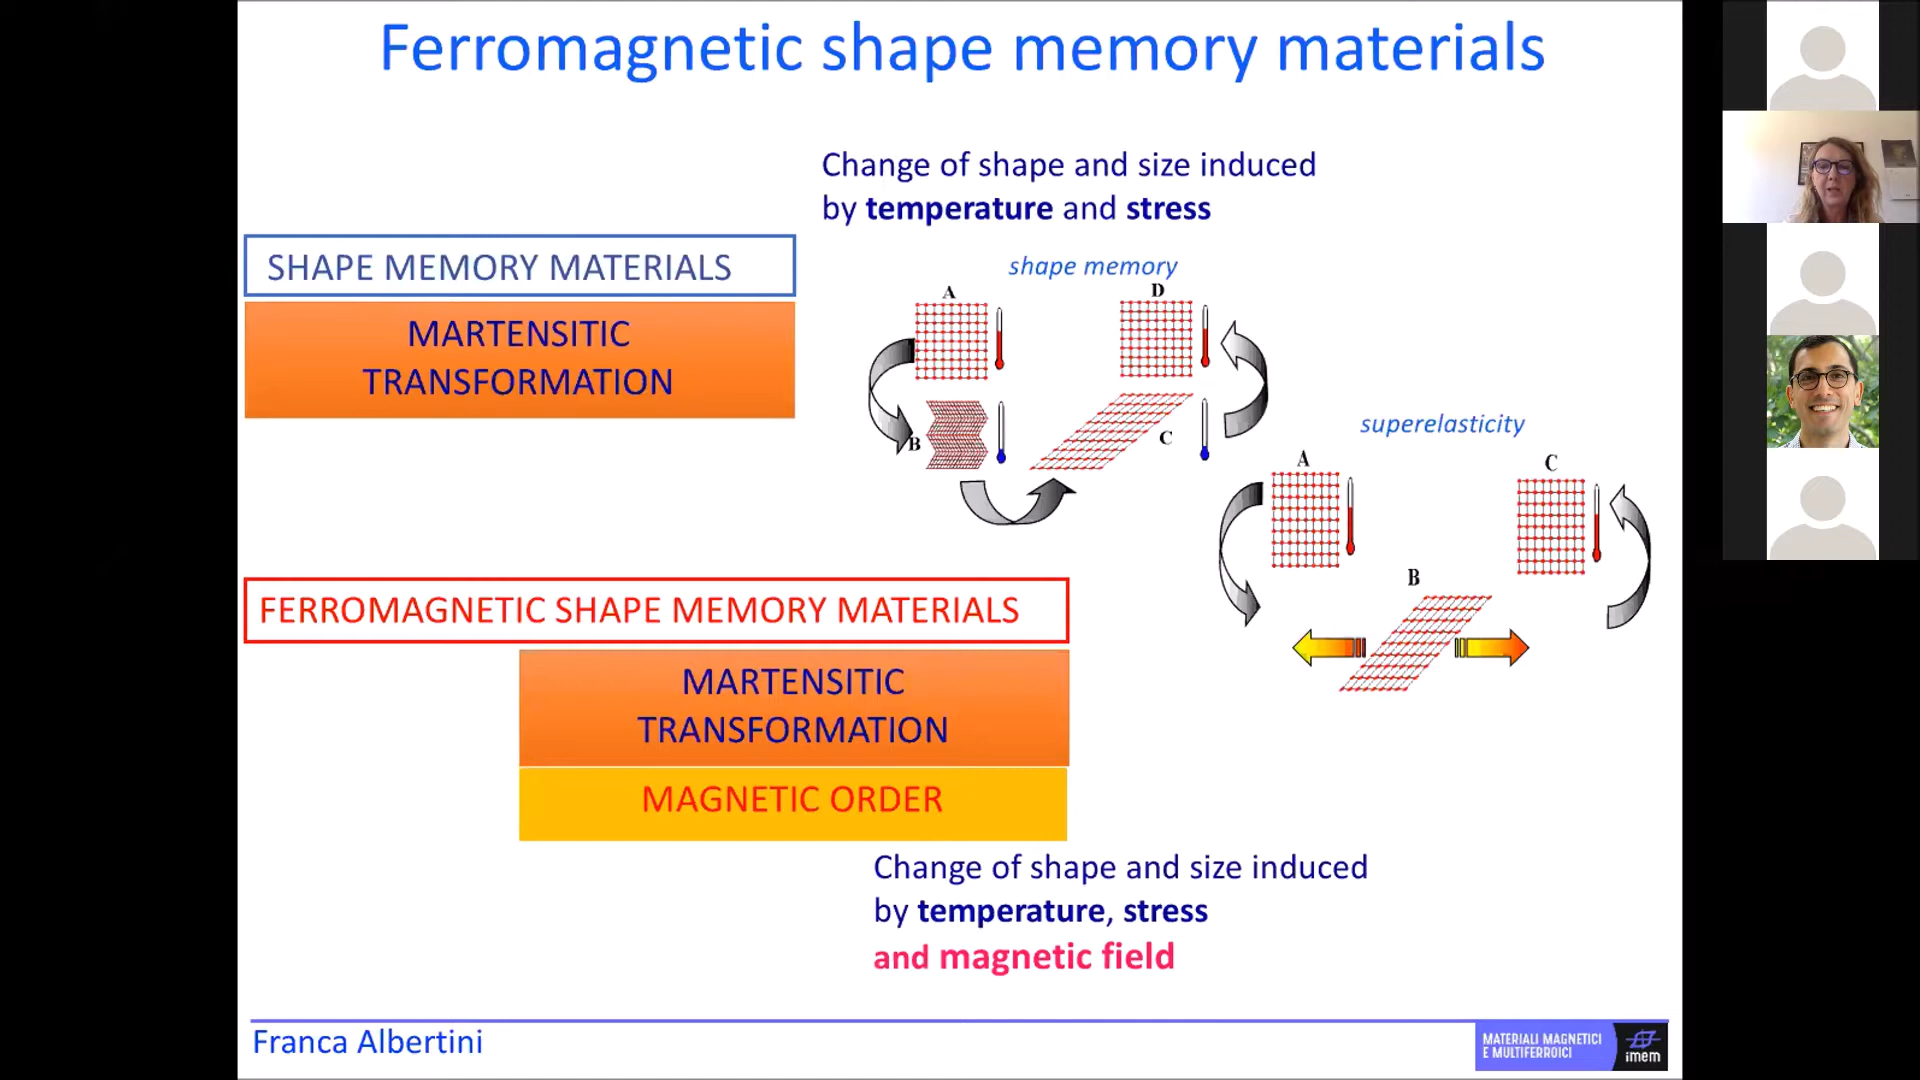 Ferromagnetic shape memory materials
Change of shape and size induced
by temperature and stress
SHAPE MEMORY MATERIALS
MARTENSITIC
TRANSFORMATION
shape memory
A
D
B
C
superelasticity
A
C
B
FERROMAGNETIC SHAPE MEMORY MATERIALS
MARTENSITIC
TRANSFORMATION
MAGNETIC ORDER
Change of shape and size induced
by temperature, stress
and magnetic field
Franca Albertini
MATERIALI MAGNETICI
E MULTIFERROICI
imem